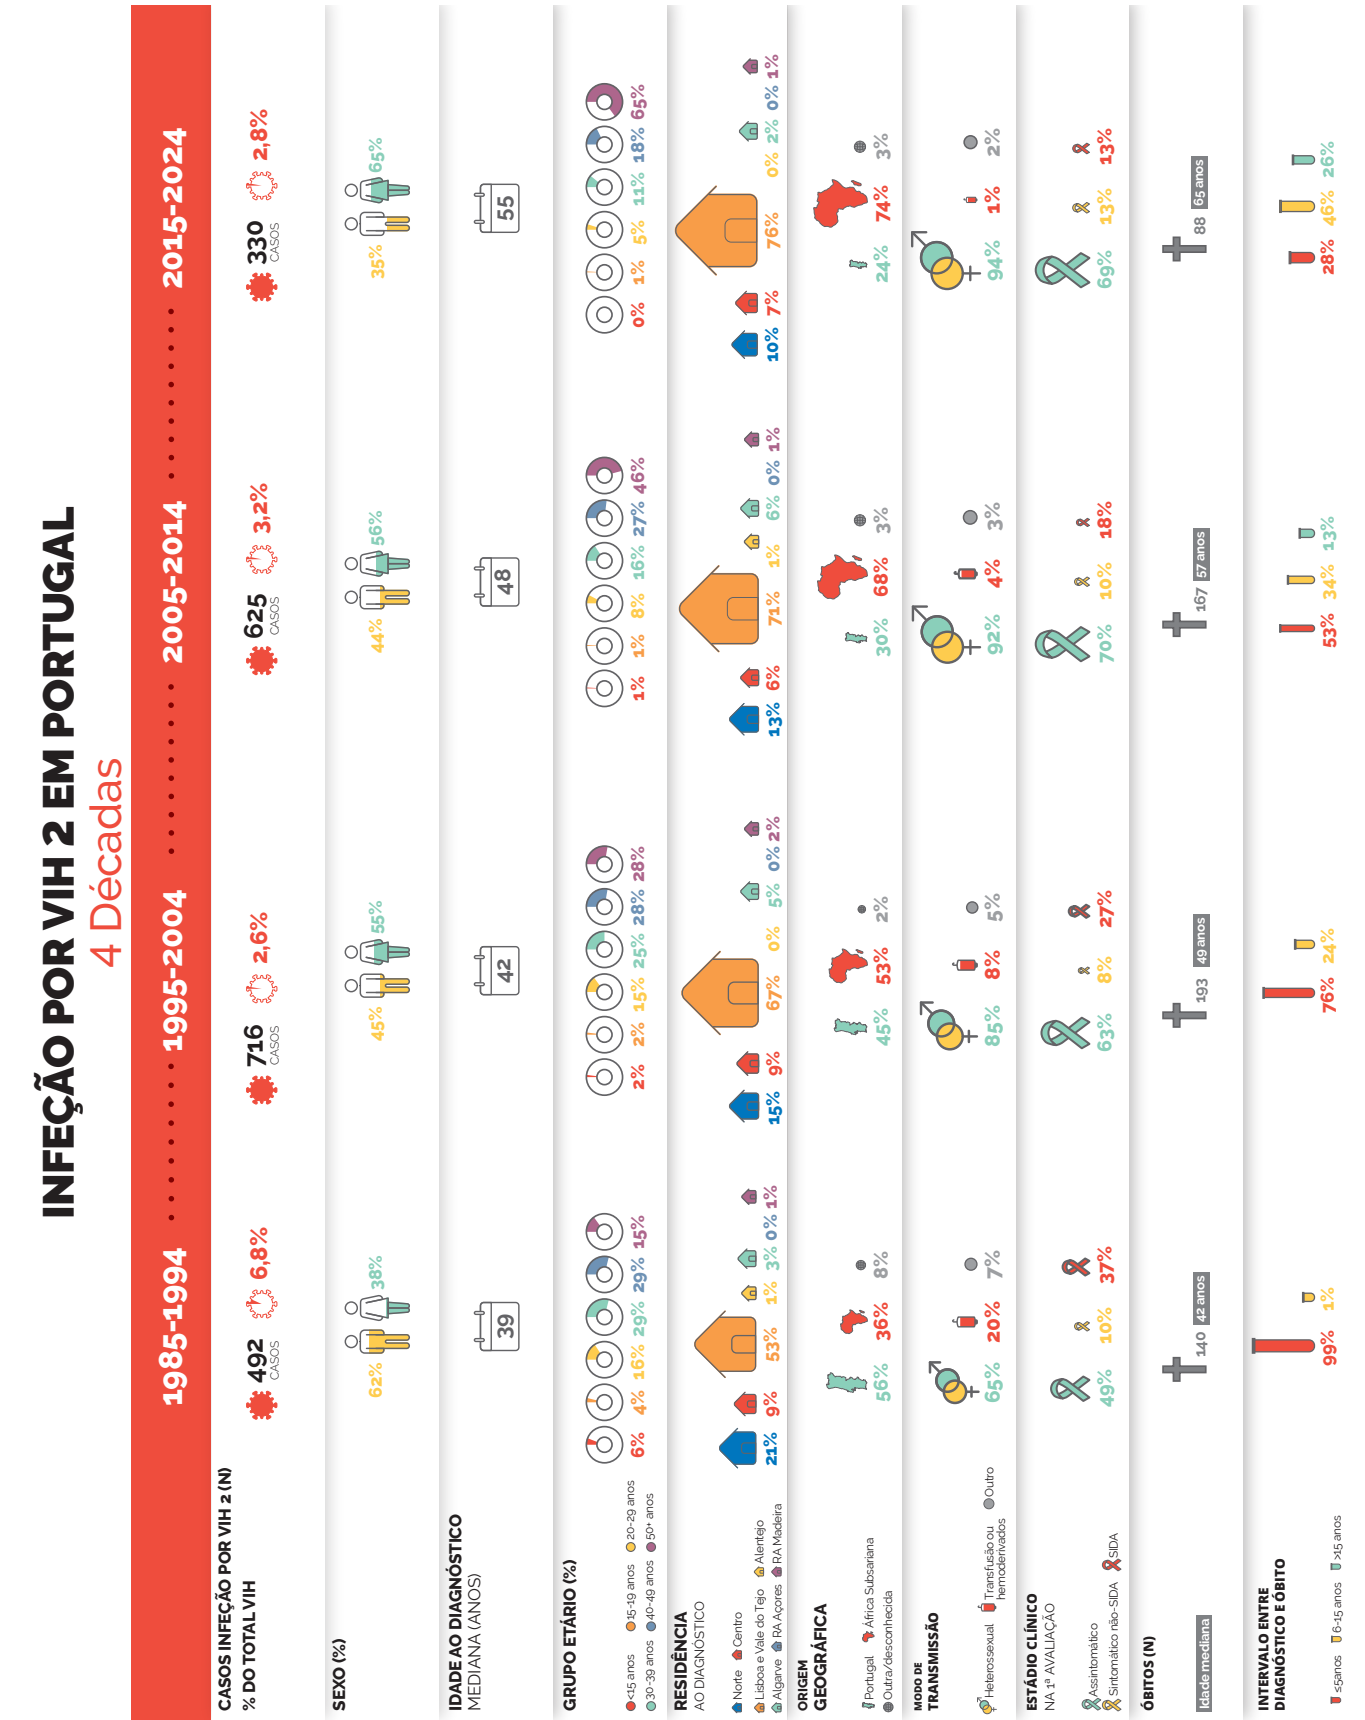 INFEÇÃO POR VIH 2 EM PORTUGAL
4 Décadas
1985-1994
1995-2004
2005-2014
2015-2024
CASOS INFEÇÃO POR VIH 2 (N)
% DO TOTAL VIH
492
CASOS
6,8%
716
CASOS
2,6%
625
CASOS
3,2%
330
CASOS
2,8%
SEXO (%)
62% 38%
45% 55%
44% 56%
35% 65%
IDADE AO DIAGNÓSTICO
MEDIANA (ANOS)
39
42
48
55
GRUPO ETÁRIO (%)
<15 anos 15-19 anos 20-29 anos
30-39 anos 40-49 anos 50+ anos
6% 4% 16% 29% 29% 15%
2% 2% 15% 25% 28% 28%
1% 1% 8% 16% 27% 46%
0% 1% 5% 11% 18% 65%
RESIDÊNCIA
AO DIAGNÓSTICO
Norte Centro
Lisboa e Vale do Tejo Alentejo
Algarve RA Açores RA Madeira
21% 9% 53% 1% 3% 0% 1%
15% 9% 67% 0% 5% 0% 2%
13% 6% 71% 1% 6% 0% 1%
10% 7% 76% 0% 2% 0% 1%
ORIGEM
GEOGRÁFICA
Portugal África Subsariana
Outra/desconhecida
56% 36% 8%
45% 53% 2%
30% 68% 3%
24% 74% 3%
MODO DE
TRANSMISSÃO
Heterossexual Transfusão ou
hemoderivados
Outro
65% 20% 7%
85% 8% 5%
92% 4% 3%
94% 1% 2%
ESTÁDIO CLÍNICO
NA 1ª AVALIAÇÃO
Assintomático
Sintomático não-SIDA SIDA
49% 10% 37%
63% 8% 27%
70% 10% 18%
69% 13% 13%
ÓBITOS (N)
Idade mediana
140 42 anos
193 49 anos
167 57 anos
88 65 anos
INTERVALO ENTRE
DIAGNÓSTICO E ÓBITO
≤5anos 6-15 anos >15 anos
99% 1%
76% 24%
53% 34% 13%
28% 46% 26%